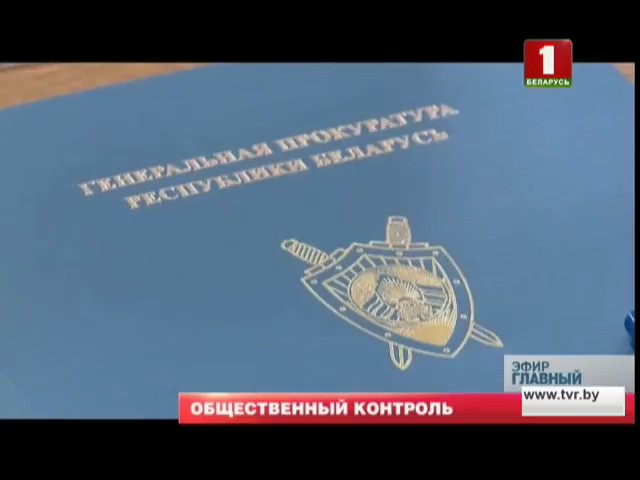 1
БЕЛАРУСЬ
ГЕНЕРАЛЬНАЯ ПРОКУРАТУРА
РЕСПУБЛИКИ БЕЛАРУСЬ
ЭФИР
ГЛАВНЫЙ
ОБЩЕСТВЕННЫЙ КОНТРОЛЬ
www.tvr.by